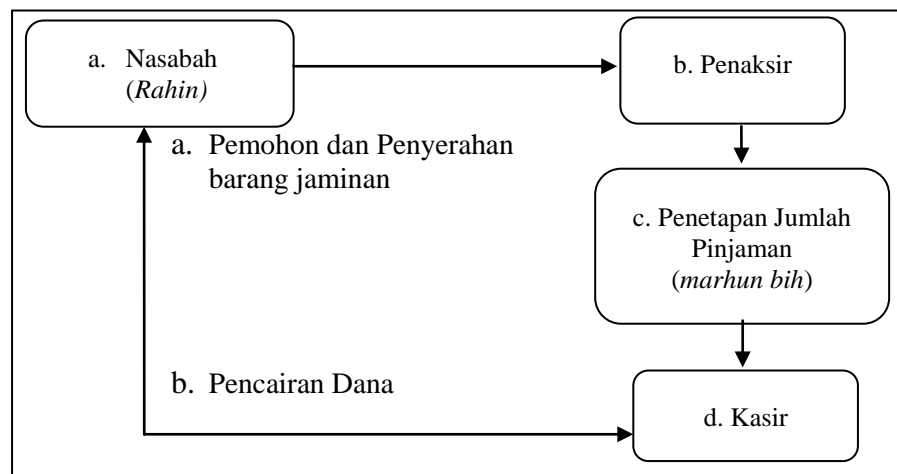 a. Nasabah
(Rahin)
b. Penaksir
a. Pemohon dan Penyerahan
barang jaminan
c. Penetapan Jumlah
Pinjaman
(marhun bih)
b. Pencairan Dana
d. Kasir